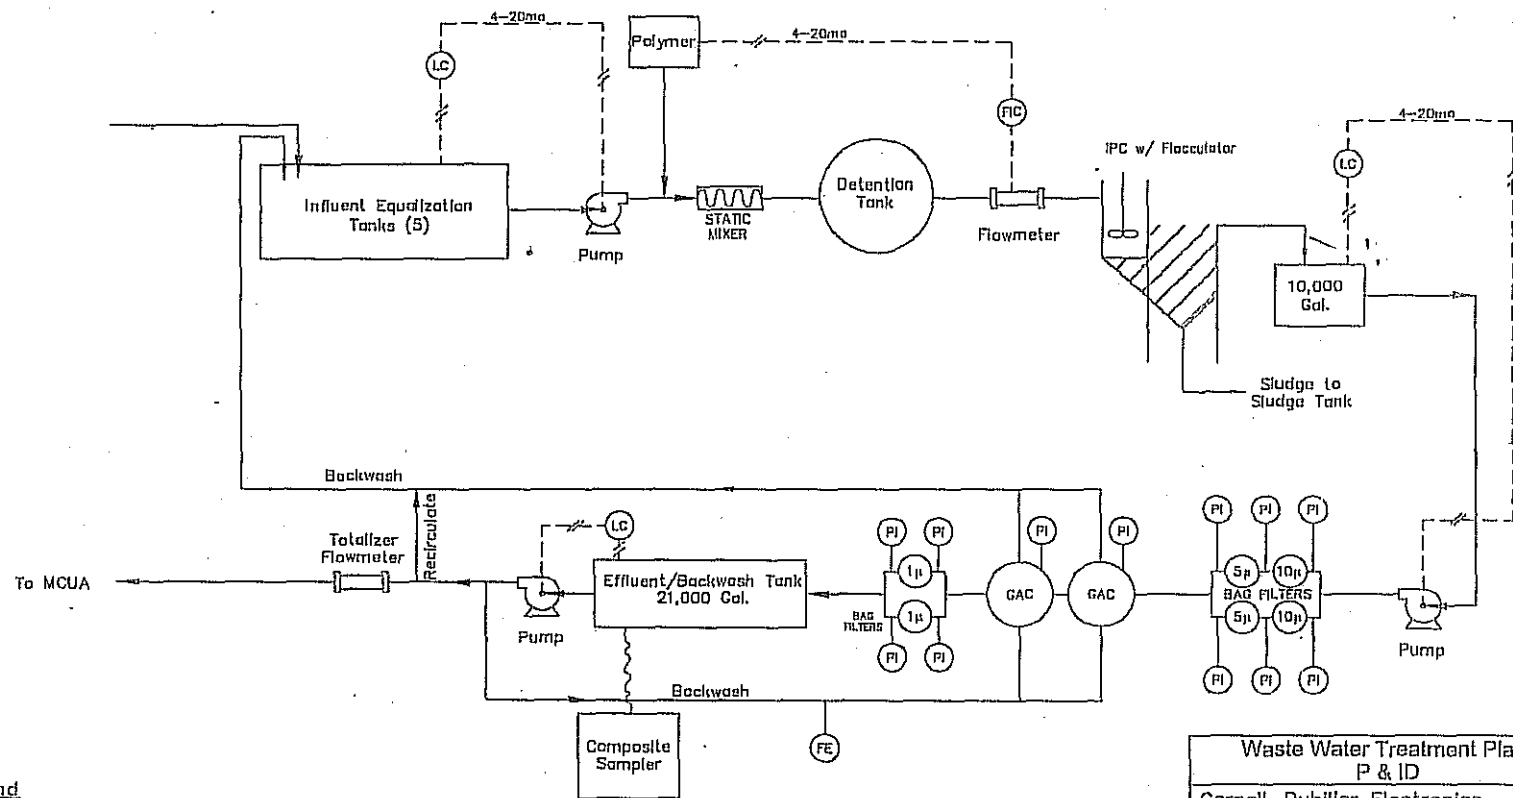 4-20ma
LC
Polymer
4-20ma
FIC
4-20ma
LC
IPC w/ Flocculator
Influent Equalization
Tanks (5)
Pump
STATIC
MIXER
Detention
Tank
Flowmeter
10,000
Gal.
Sludge to
Sludge Tank
Backwash
Recirculate
Totalizer
Flowmeter
To MCUA
Pump
LC
Effluent/Backwash Tank
21,000 Gal.
BAG
FILTERS
PI
PI
1µ
1µ
PI
PI
PI
GAC
PI
GAC
PI
PI
PI
5µ
10µ
BAG FILTERS
5µ
10µ
PI
PI
PI
Pump
Backwash
FE
Composite
Sampler
Waste Water Treatment Pla
P & ID
Cornell Dubilier Electronics
nd